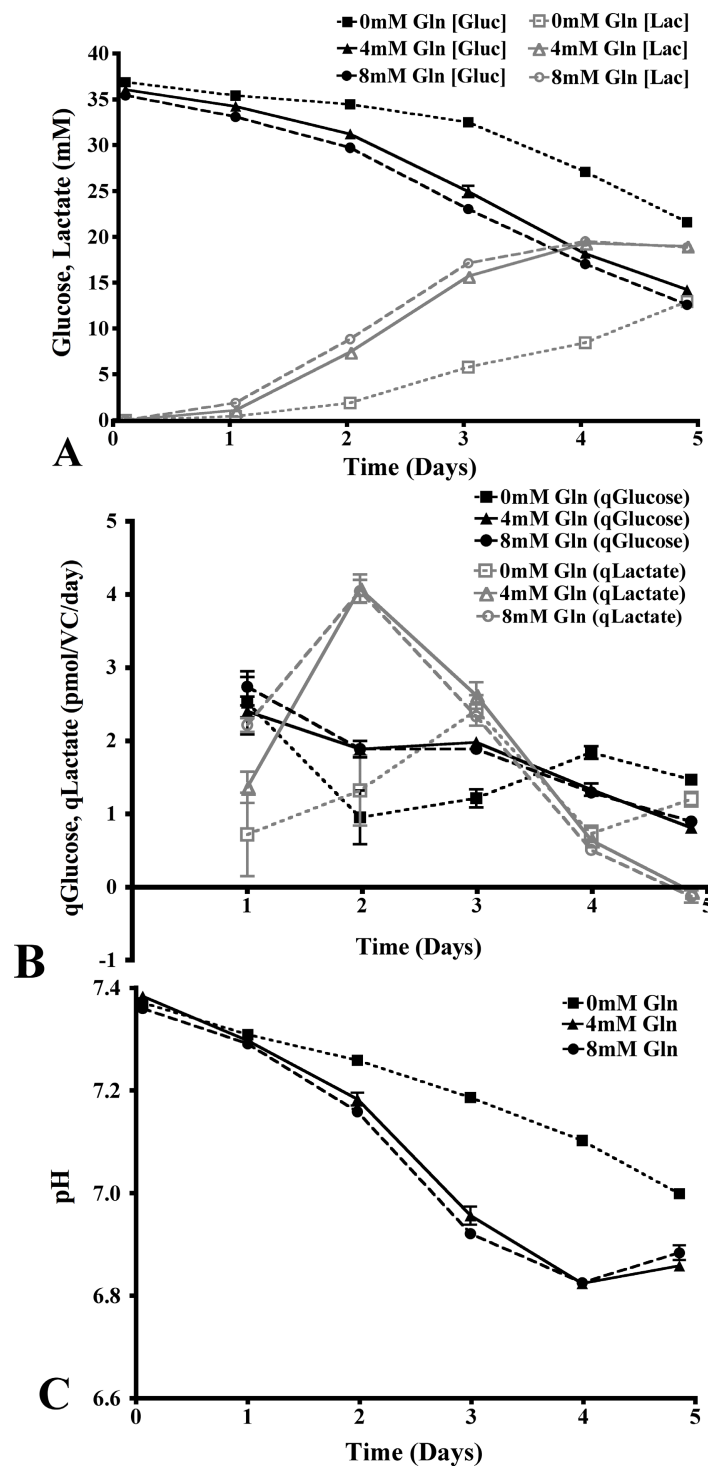 0mM Gln [Gluc] 0mM Gln [Lac]
4mM Gln [Gluc] 4mM Gln [Lac]
8mM Gln [Gluc] 8mM Gln [Lac]
Glucose, Lactate (mM)
40
35
30
25
20
15
10
5
0
0 1 2 3 4 5
Time (Days)
A
0mM Gln (qGlucose)
4mM Gln (qGlucose)
8mM Gln (qGlucose)
0mM Gln (qLactate)
4mM Gln (qLactate)
8mM Gln (qLactate)
qGlucose, qLactate (pmol/VC/day)
5
4
3
2
1
0
-1
1 2 3 4 5
Time (Days)
B
0mM Gln
4mM Gln
8mM Gln
pH
7.4
7.2
7.0
6.8
6.6
0 1 2 3 4 5
Time (Days)
C